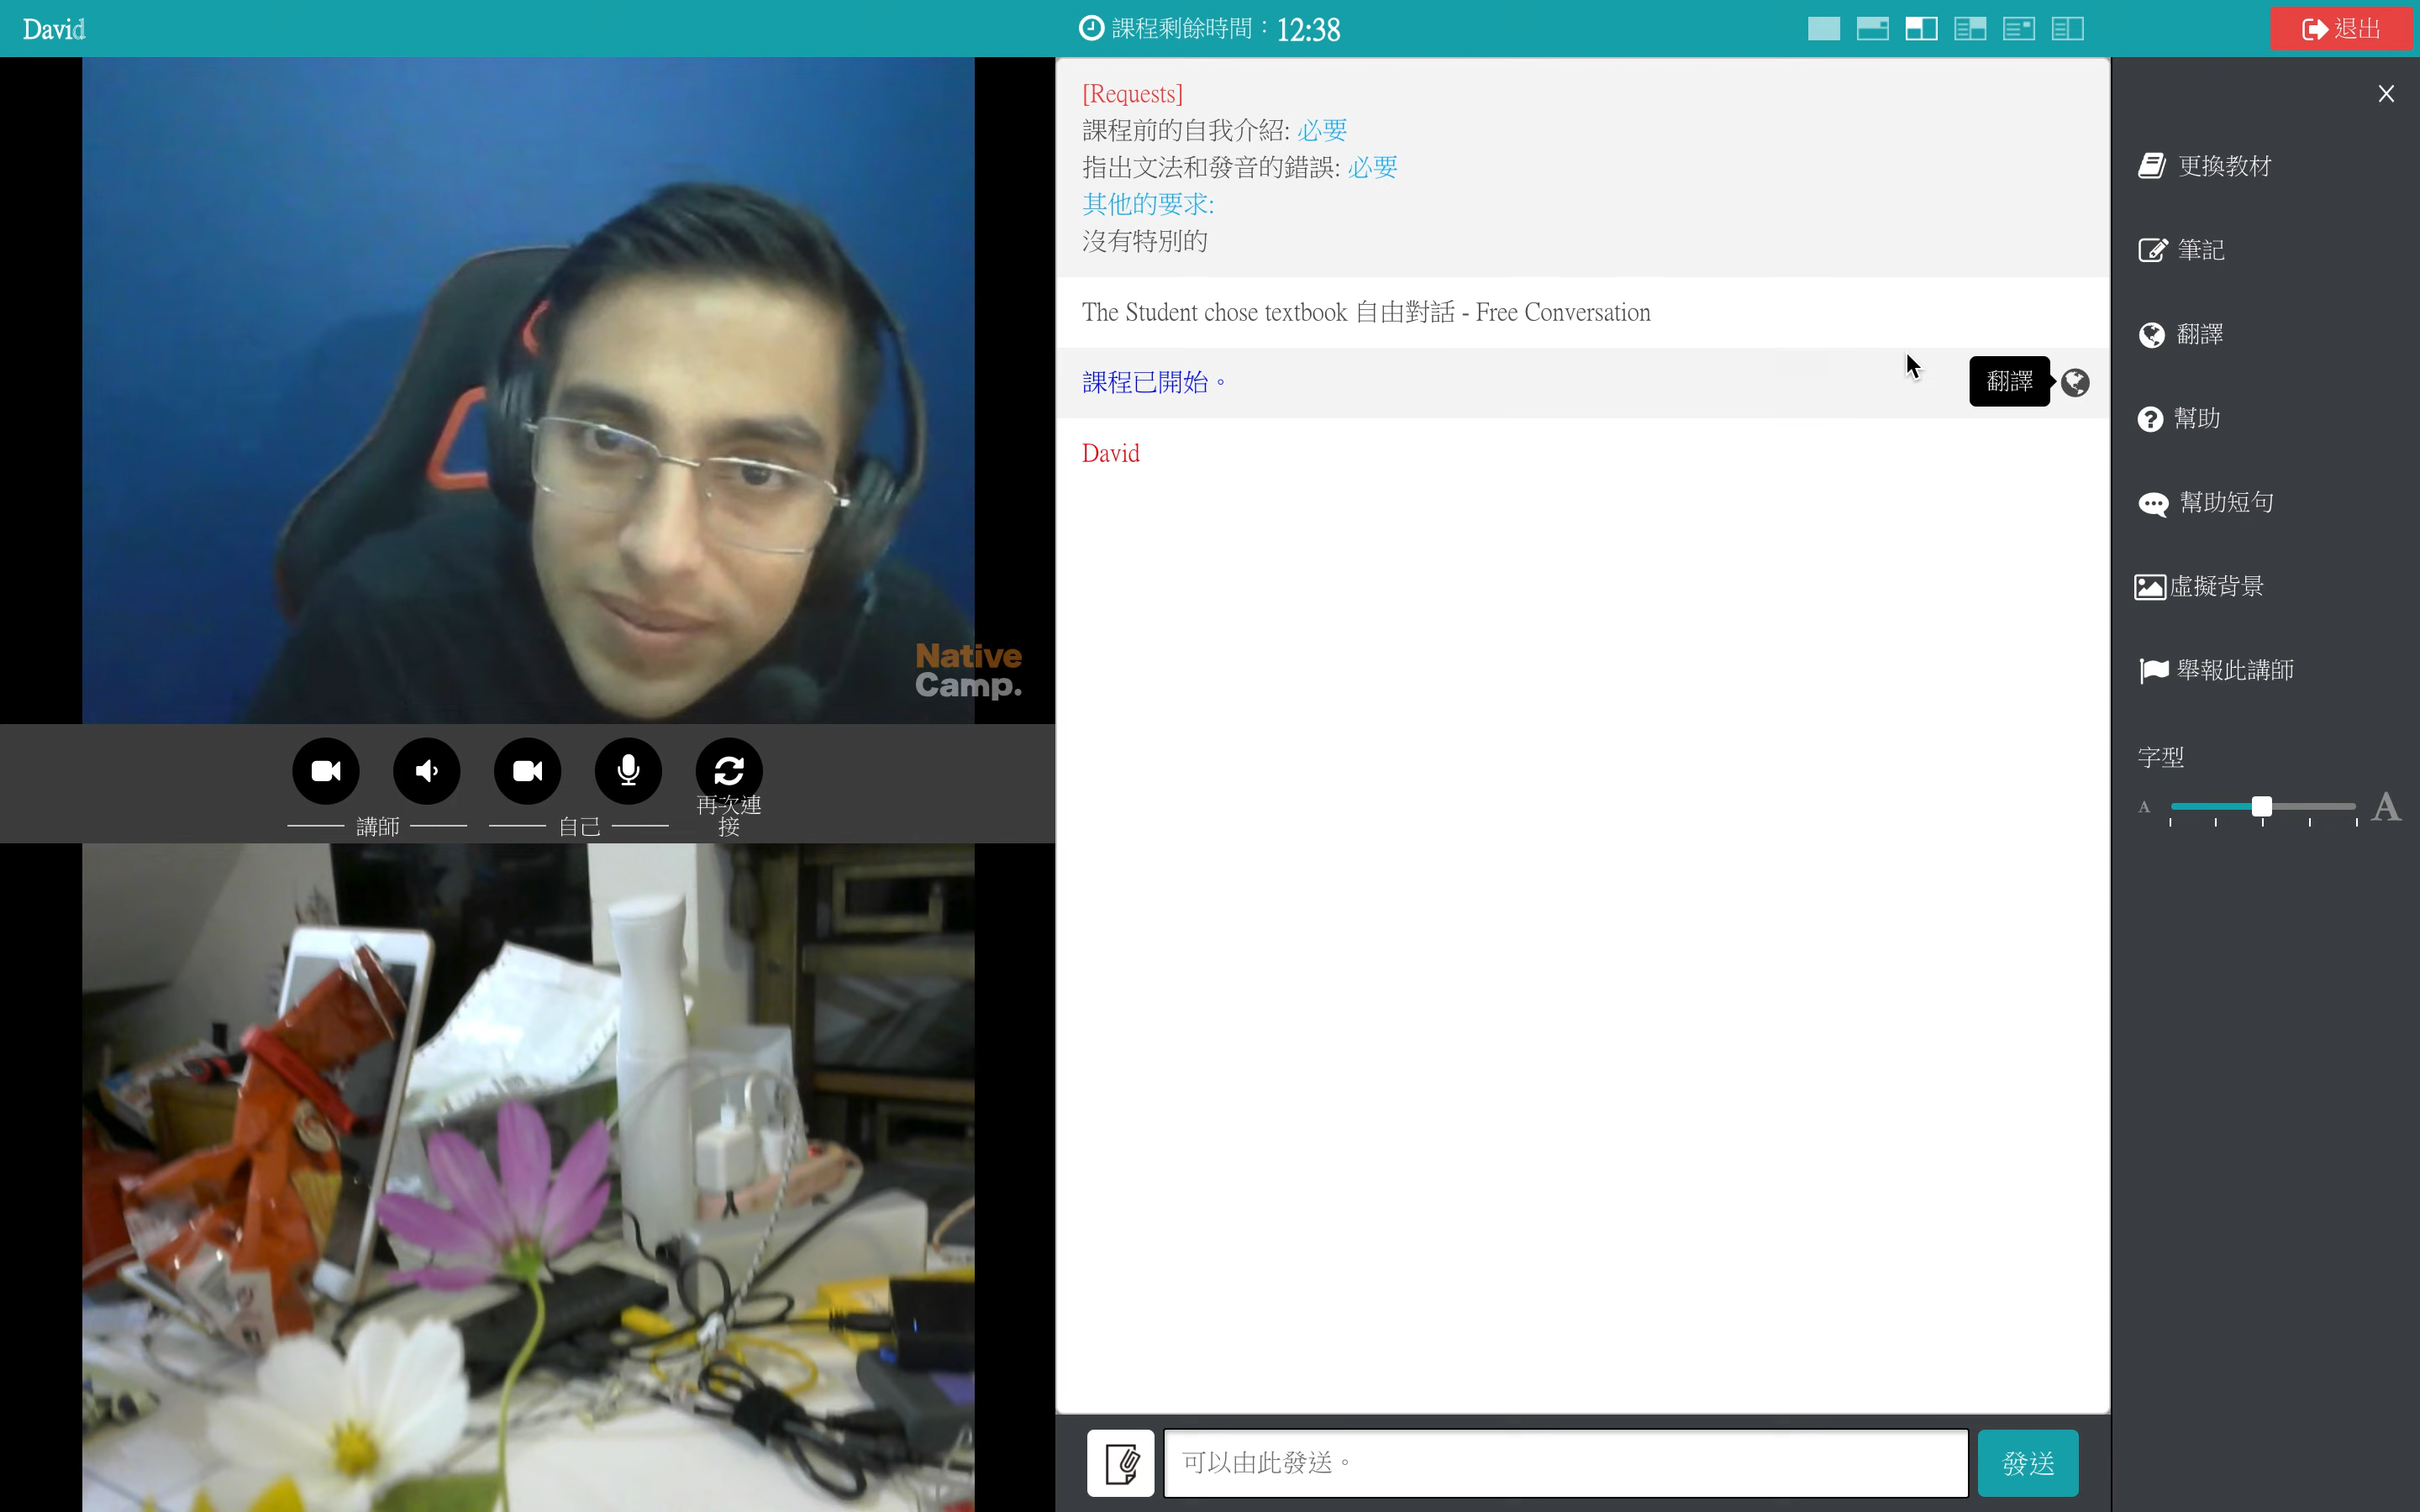 David
課程剩餘時間：12:38
退出
[Requests]
課程前的自我介紹: 必要
指出文法和發音的錯誤: 必要
其他的要求:
沒有特別的
The Student chose textbook 自由對話 - Free Conversation
課程已開始。
翻譯
David
Native
Camp.
講師
自己
再次連
接
可以由此發送。
發送
更換教材
筆記
翻譯
幫助
幫助短句
虛擬背景
舉報此講師
字型
A
A